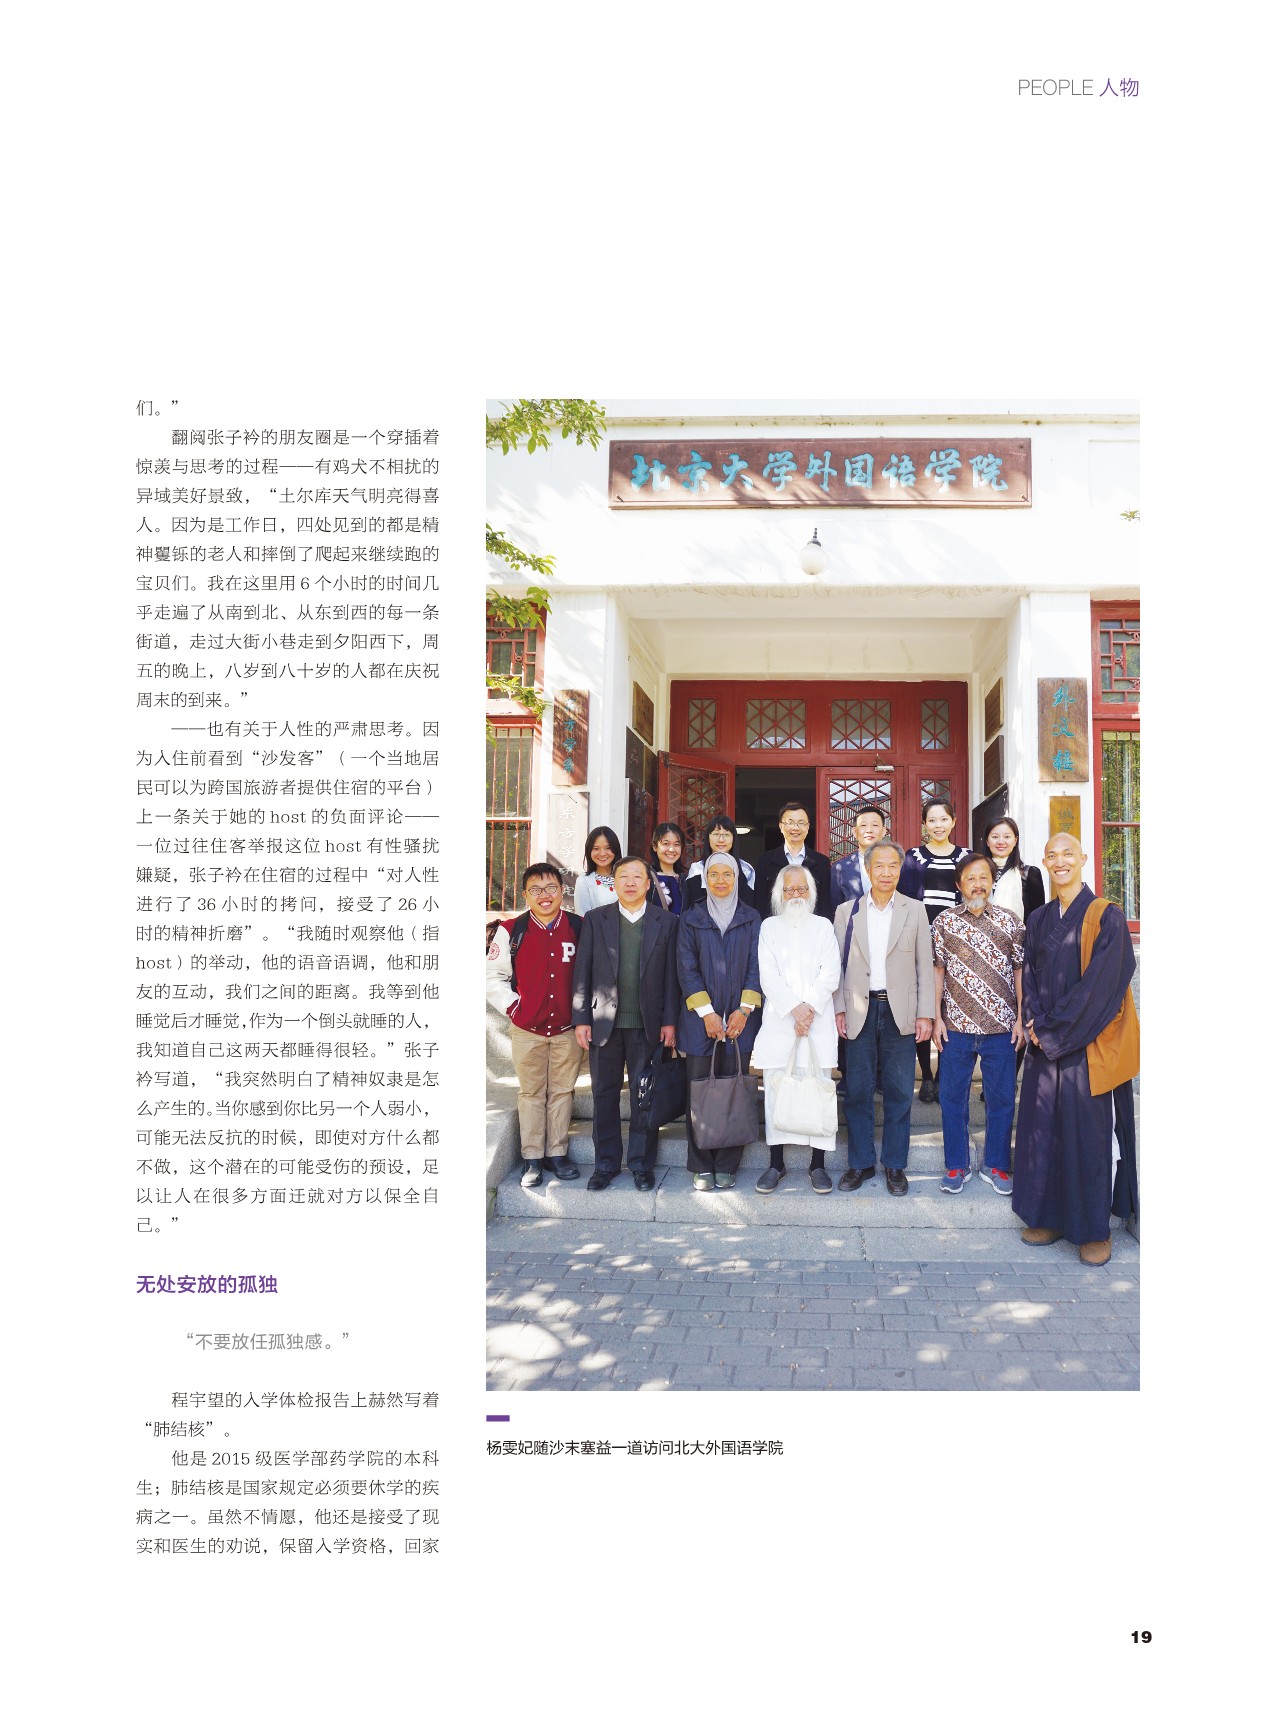 PEOPLE 人物
们。”
翻阅张子衿的朋友圈是一个穿插着
惊羡与思考的过程——有鸡犬不相扰的
异域美好景致，“土尔库天气明亮得喜
人。因为是工作日，四处见到的都是精
神矍铄的老人和摔倒了爬起来继续跑的
宝贝们。我在这里用 6 个小时的时间几
乎走遍了从南到北、从东到西的每一条
街道，走过大街小巷走到夕阳西下，周
五的晚上，八岁到八十岁的人都在庆祝
周末的到来。”
——也有关于人性的严肃思考。因
为入住前看到“沙发客”（一个当地居
民可以为跨国旅游者提供住宿的平台）
上一条关于她的 host 的负面评论——
一位过往住客举报这位 host 有性骚扰
嫌疑，张子衿在住宿的过程中“对人性
进行了 36 小时的拷问，接受了 26 小
时的精神折磨”。“我随时观察他（指
host）的举动，他的语音语调，他和朋
友的互动，我们之间的距离。我等到他
睡觉后才睡觉，作为一个倒头就睡的人，
我知道自己这两天都睡得很轻。”张子
衿写道，“我突然明白了精神奴隶是怎
么产生的。当你感到你比另一个人弱小，
可能无法反抗的时候，即使对方什么都
不做，这个潜在的可能受伤的预设，足
以让人在很多方面迁就对方以保全自
己。”
无处安放的孤独
“不要放任孤独感。”
程宇望的入学体检报告上赫然写着
“肺结核”。
他是 2015 级医学部药学院的本科
生；肺结核是国家规定必须要休学的疾
病之一。虽然不情愿，他还是接受了现
实和医生的劝说，保留入学资格，回家
北京大学外国语学院
外文楼
P
杨雯妃随沙末塞益一道访问北大外国语学院
19